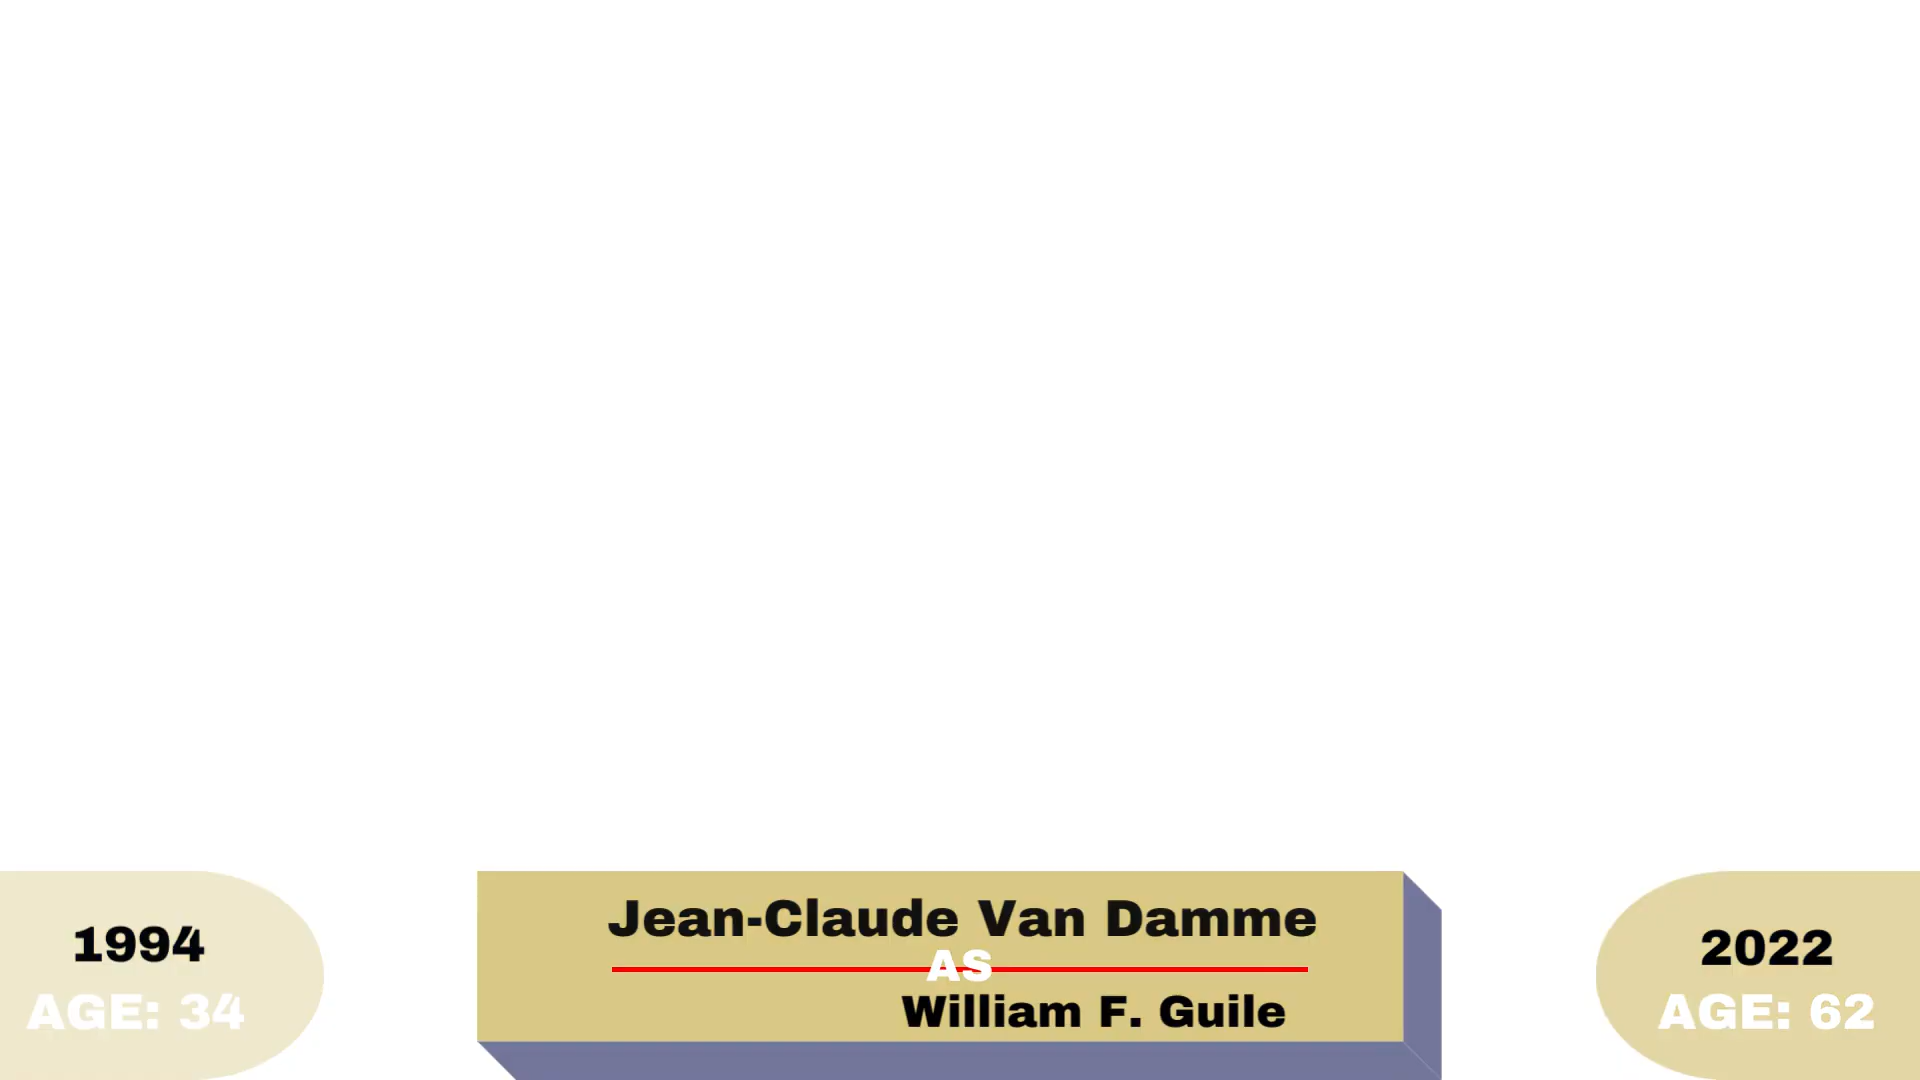 1994
AGE: 34
Jean-Claude Van Damme
AS
William F. Guile
2022
AGE: 62